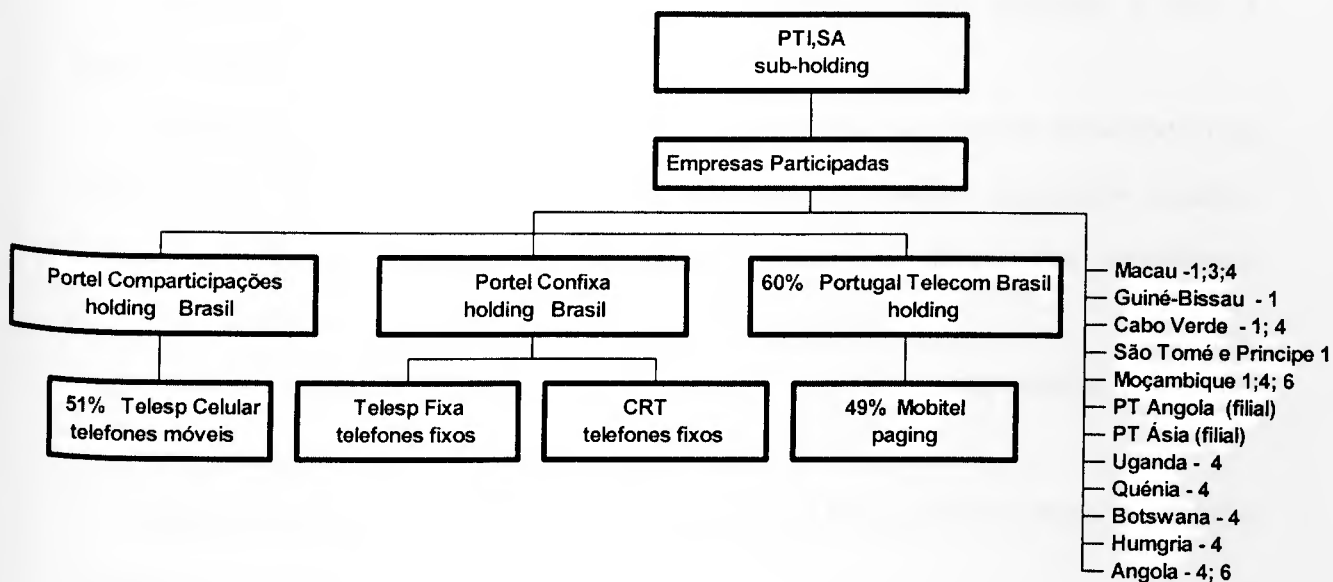 PTI,SA
sub-holding
Empresas Participadas
Portel Comparticipações
holding Brasil
Portel Confixa
holding Brasil
60% Portugal Telecom Brasil
holding
51% Telesp Celular
telefones móveis
Telesp Fixa
telefones fixos
CRT
telefones fixos
49% Mobitel
paging
Macau -1;3;4
Guiné-Bissau - 1
Cabo Verde - 1; 4
São Tomé e Principe 1
Moçambique 1;4; 6
PT Angola (filial)
PT Ásia (filial)
Uganda - 4
Quénia - 4
Botswana - 4
Humgria - 4
Angola - 4; 6